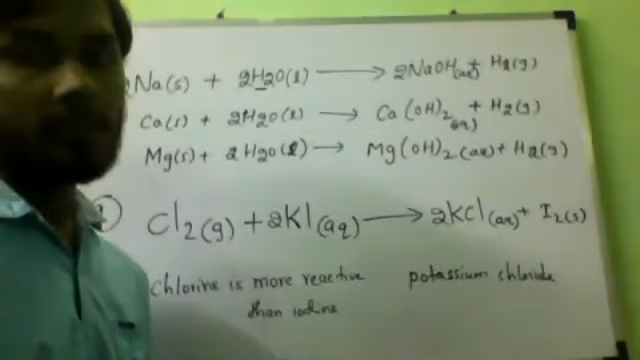 2Na(s) + 2H2O(l) → 2NaOH(aq) + H2(g)
Ca(s) + 2H2O(l) → Ca(OH)2(aq) + H2(g)
Mg(s) + 2H2O(l) → Mg(OH)2(aq) + H2(g)
Cl2(g) + 2KI(aq) → 2KCl(aq) + I2(s)
chlorine is more reactive than iodine
potassium chloride